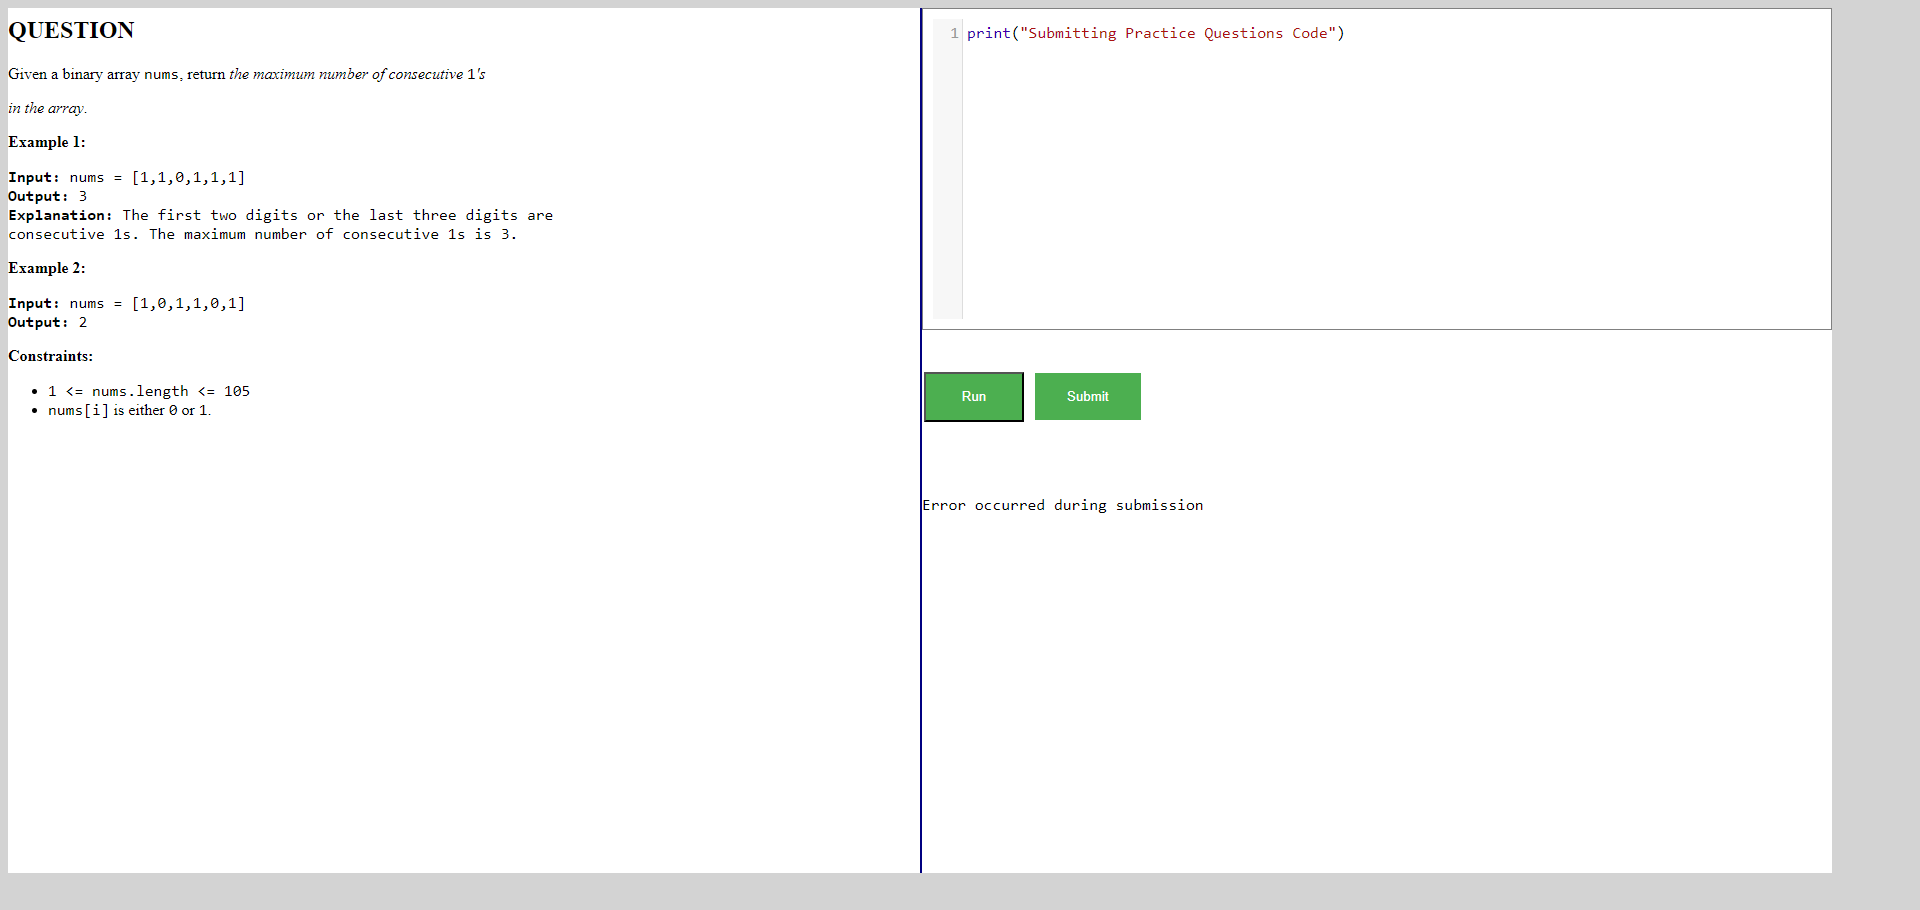 QUESTION
Given a binary array nums, return the maximum number of consecutive 1's
in the array.
Example 1:
Input: nums = [1,1,0,1,1,1]
Output: 3
Explanation: The first two digits or the last three digits are
consecutive 1s. The maximum number of consecutive 1s is 3.
Example 2:
Input: nums = [1,0,1,1,0,1]
Output: 2
Constraints:
• 1 <= nums.length <= 105
• nums[i] is either 0 or 1.
1 print("Submitting Practice Questions Code")
Run Submit
Error occurred during submission